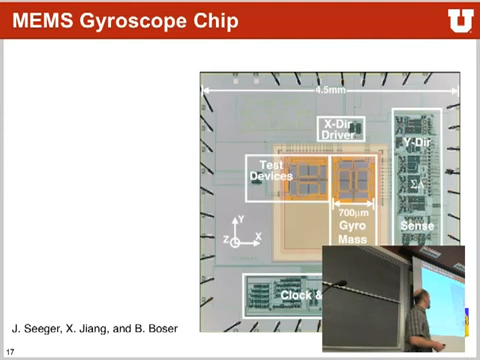 MEMS Gyroscope Chip
U
4.5mm
X-Dir
Driver
Y-Dir
Test
Devices
ΣΔ
700µm
Gyro
Mass
Sense
Y
Z
X
Clock &
J. Seeger, X. Jiang, and B. Boser
17